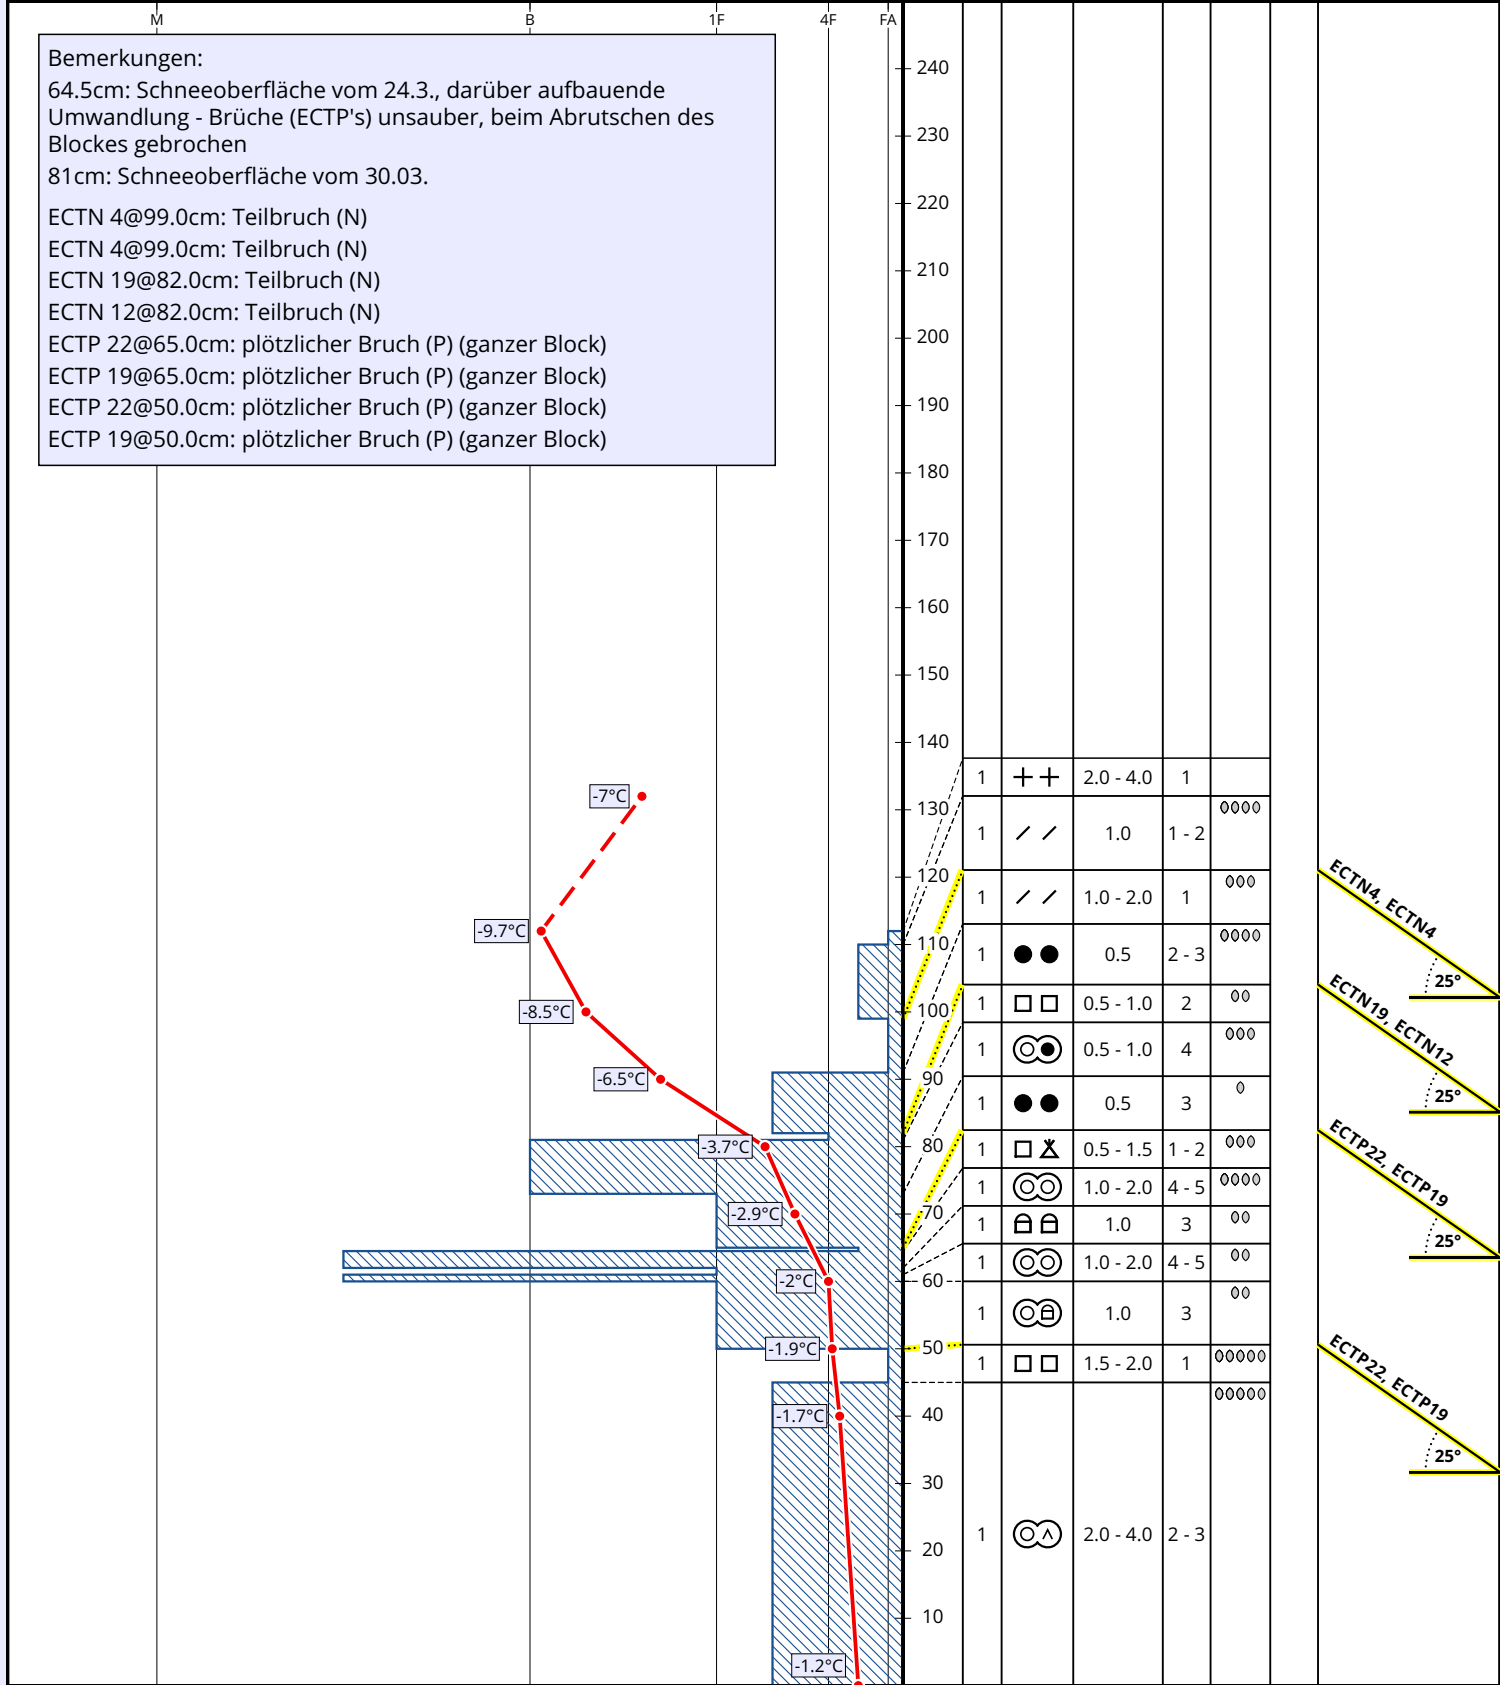 M B 1F 4F FA
Bemerkungen:
64.5cm: Schneeoberfläche vom 24.3., darüber aufbauende
Umwandlung - Brüche (ECTP's) unsauber, beim Abrutschen des
Blockes gebrochen
81cm: Schneeoberfläche vom 30.03.
ECTN 4@99.0cm: Teilbruch (N)
ECTN 4@99.0cm: Teilbruch (N)
ECTN 19@82.0cm: Teilbruch (N)
ECTN 12@82.0cm: Teilbruch (N)
ECTP 22@65.0cm: plötzlicher Bruch (P) (ganzer Block)
ECTP 19@65.0cm: plötzlicher Bruch (P) (ganzer Block)
ECTP 22@50.0cm: plötzlicher Bruch (P) (ganzer Block)
ECTP 19@50.0cm: plötzlicher Bruch (P) (ganzer Block)
-7°C
-9.7°C
-8.5°C
-6.5°C
-3.7°C
-2.9°C
-2°C
-1.9°C
-1.7°C
-1.2°C
240
230
220
210
200
190
180
170
160
150
140
130
120
110
100
90
80
70
60
50
40
30
20
10
1 2.0 - 4.0 1
1 1.0 1 - 2
1 1.0 - 2.0 1
1 0.5 2 - 3
1 0.5 - 1.0 2
1 0.5 - 1.0 4
1 0.5 3
1 0.5 - 1.5 1 - 2
1 1.0 - 2.0 4 - 5
1 1.0 3
1 1.0 - 2.0 4 - 5
1 1.0 3
1 1.5 - 2.0 1
1 2.0 - 4.0 2 - 3
ECTN4, ECTN4
25°
ECTN19, ECTN12
25°
ECTP22, ECTP19
25°
ECTP22, ECTP19
25°